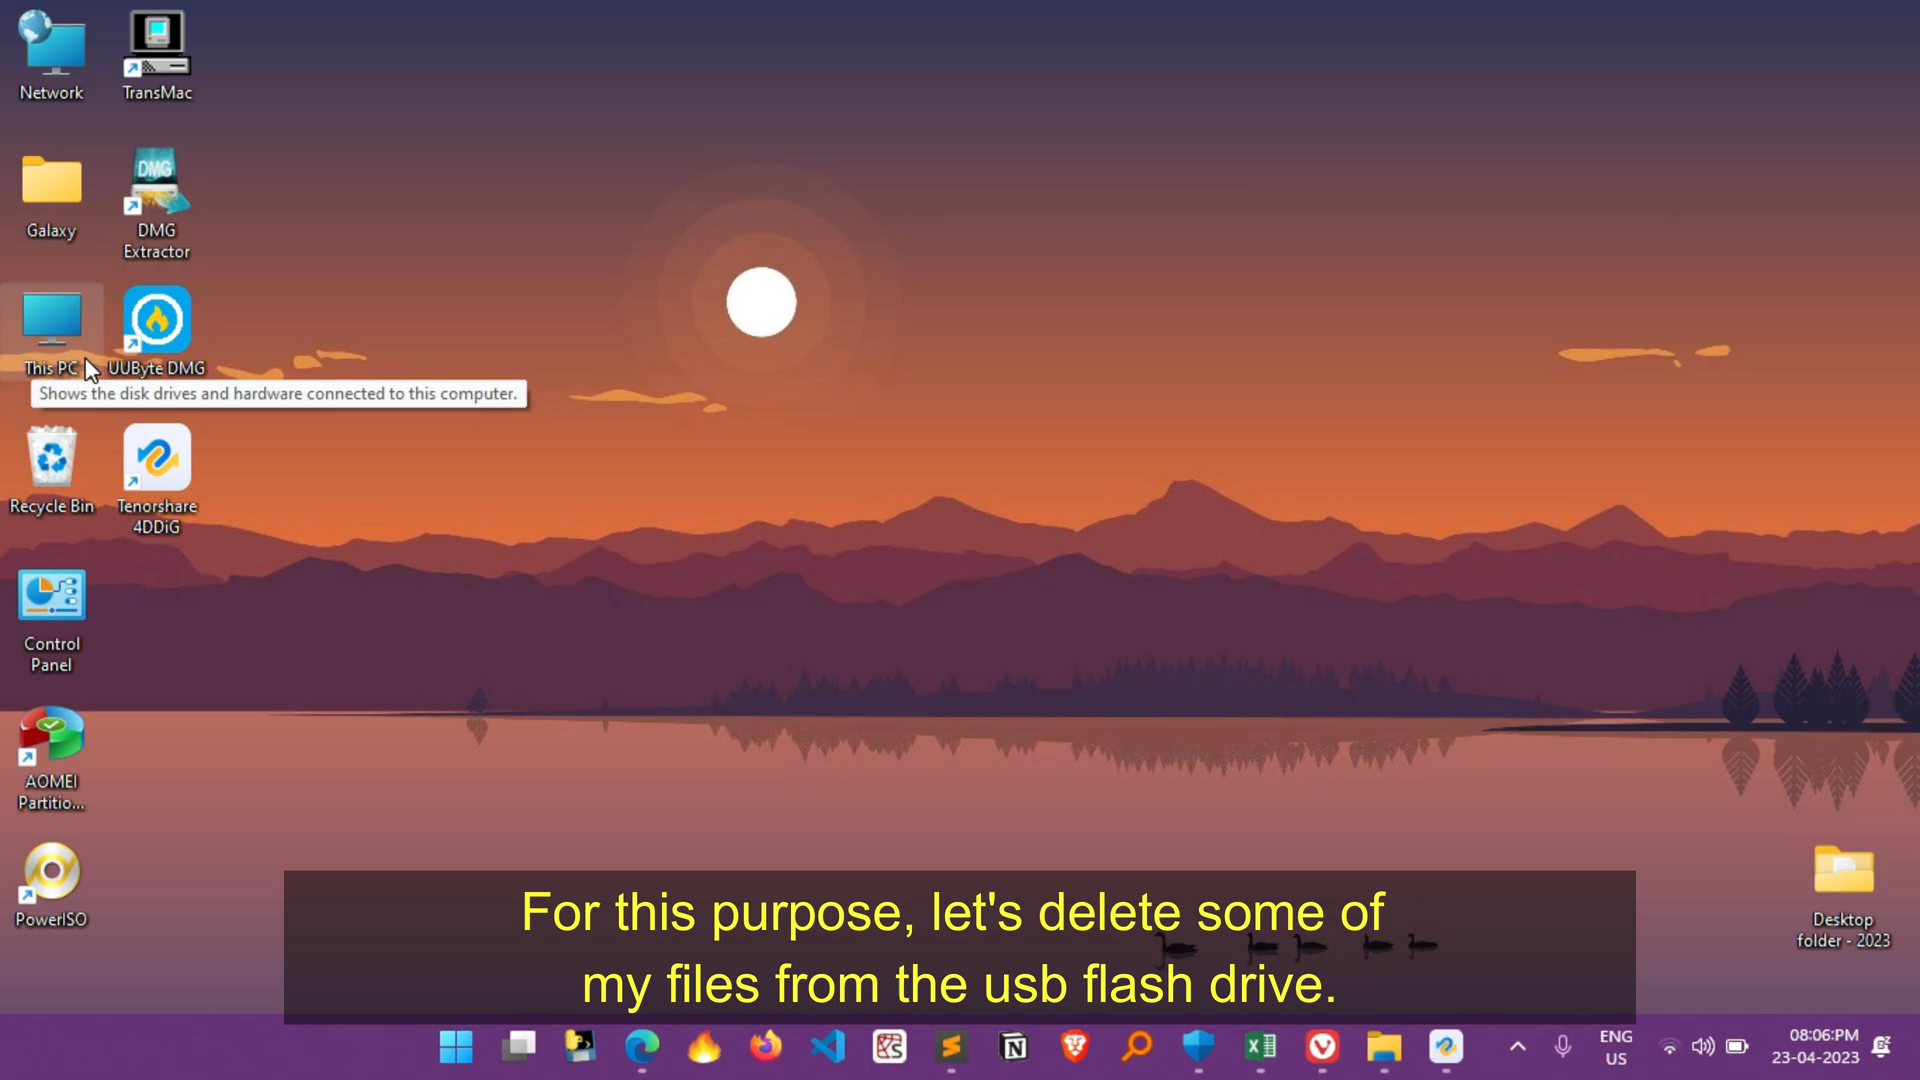 Network
TransMac
Galaxy
DMG
DMG
Extractor
This PC
UUByte DMG
Shows the disk drives and hardware connected to this computer.
Recycle Bin
Tenorshare
4DDiG
Control
Panel
AOMEI
Partitio...
PowerISO
Desktop
folder - 2023
For this purpose, let's delete some of
my files from the usb flash drive.
ENG
US
08:06:PM
23-04-2023